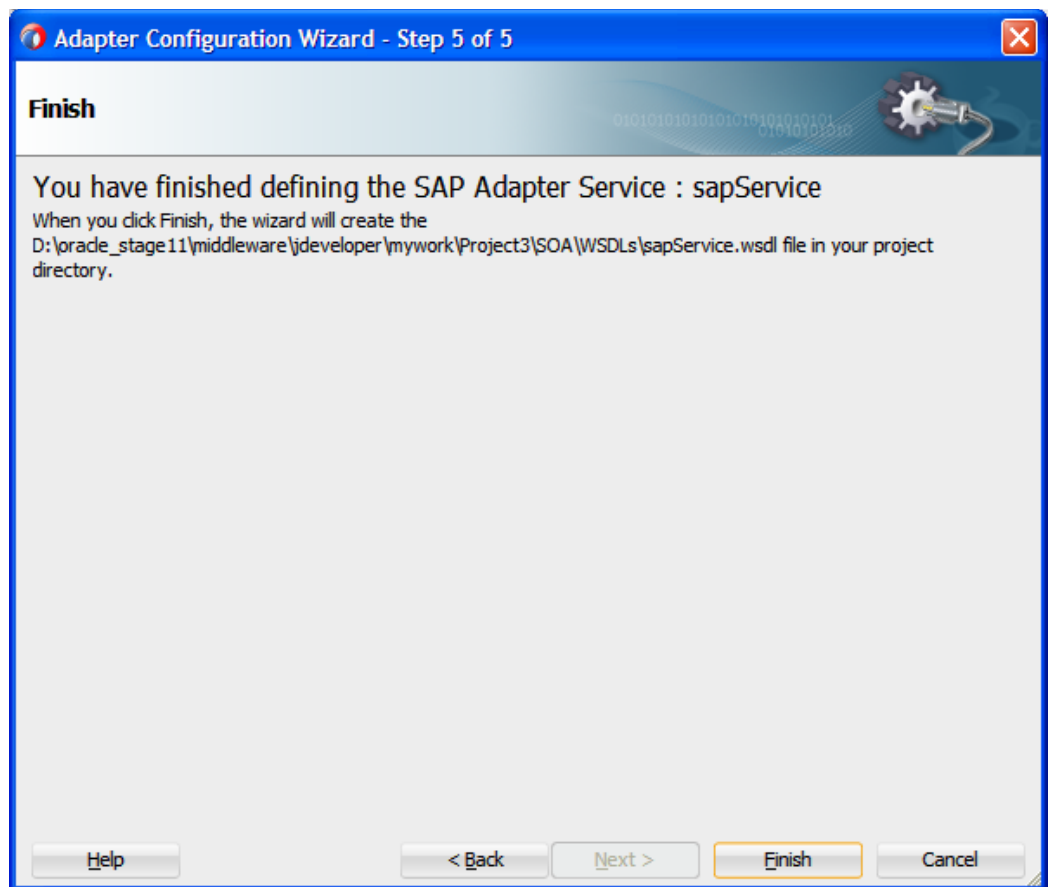 Adapter Configuration Wizard - Step 5 of 5
Finish
You have finished defining the SAP Adapter Service : sapService
When you click Finish, the wizard will create the
D:\oracle_stage11\middleware\jdeveloper\mywork\Project3\SOA\WSDLs\sapService.wsdl file in your project
directory.
Help
< Back
Next >
Finish
Cancel